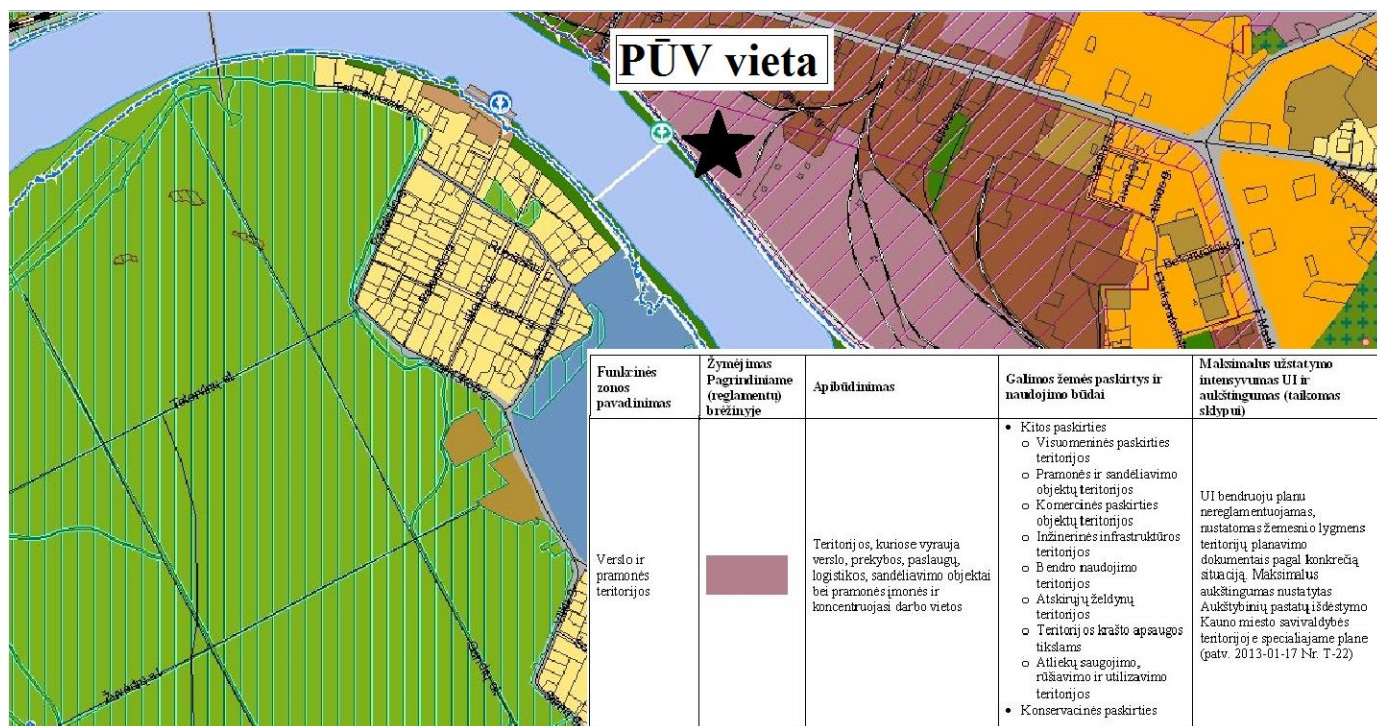 PŪV vieta
Funkcinės
zonos
pavadinimas
Žymėjimas
Pagrindiniame
(reglamentų)
brėžinyje
Apibūdinimas
Galimos žemės paskirtys ir
naudojimo būdai
Maksimalus užstatymo
intensyvumas UI ir
aukštingumas (taikomas
sklypui)
Verslo ir
pramonės
teritorijos
Teritorijos, kuriose vyrauja
verslo, prekybos, paslaugų,
logistikos, sandėliavimo objektai
bei pramonės įmonės ir
koncentruojasi darbo vietos
• Kitos paskirties
o Visuomeninės paskirties
teritorijos
o Pramonės ir sandėliavimo
objektų teritorijos
o Komercinės paskirties
objektų teritorijos
o Inžinerinės infrastruktūros
teritorijos
o Bendro naudojimo
teritorijos
o Atskirųjų želdynų
teritorijos
o Teritorijos krašto apsaugos
tikslams
o Atliekų saugojimo,
rūšiavimo ir utilizavimo
teritorijos
• Konservacinės paskirties
UI bendruoju planu
nereglamentuojamas,
nustatomas žemesnio lygmens
teritorijų planavimo
dokumentais pagal konkrečią
situaciją. Maksimalus
aukštingumas nustatytas
Aukštybinių pastatų išdėstymo
Kauno miesto savivaldybės
teritorijoje specialiajame plane
(patv. 2013-01-17 Nr. T-22)